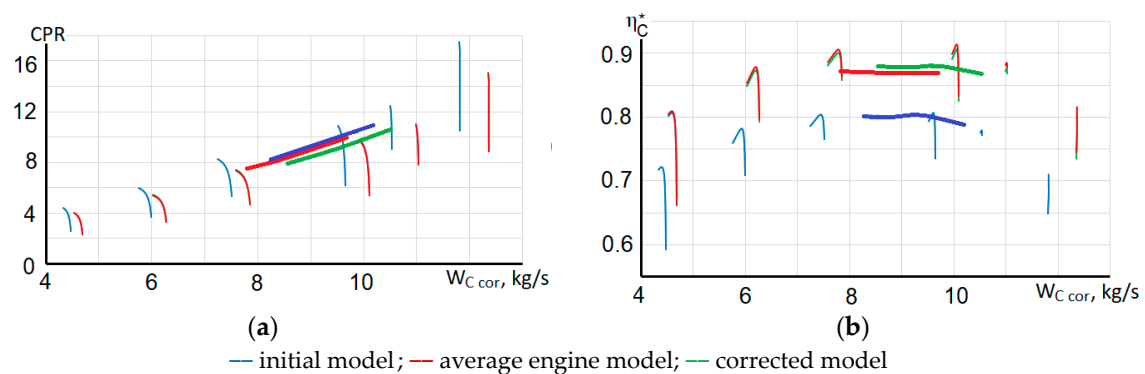 CPR
16
12
8
4
0
4 6 8 10 W_C cor, kg/s
(a)
η*_C
0.9
0.8
0.7
0.6
4 6 8 10 W_C cor, kg/s
(b)
initial model; average engine model; corrected model